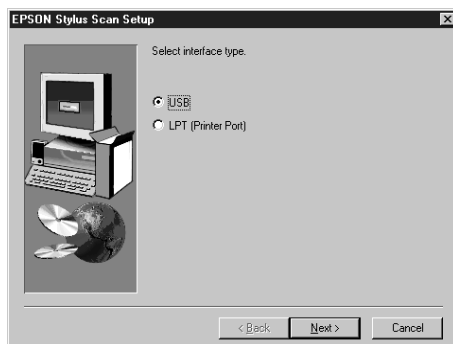 EPSON Stylus Scan Setup
Select interface type.
USB
LPT (Printer Port)
< Back Next > Cancel